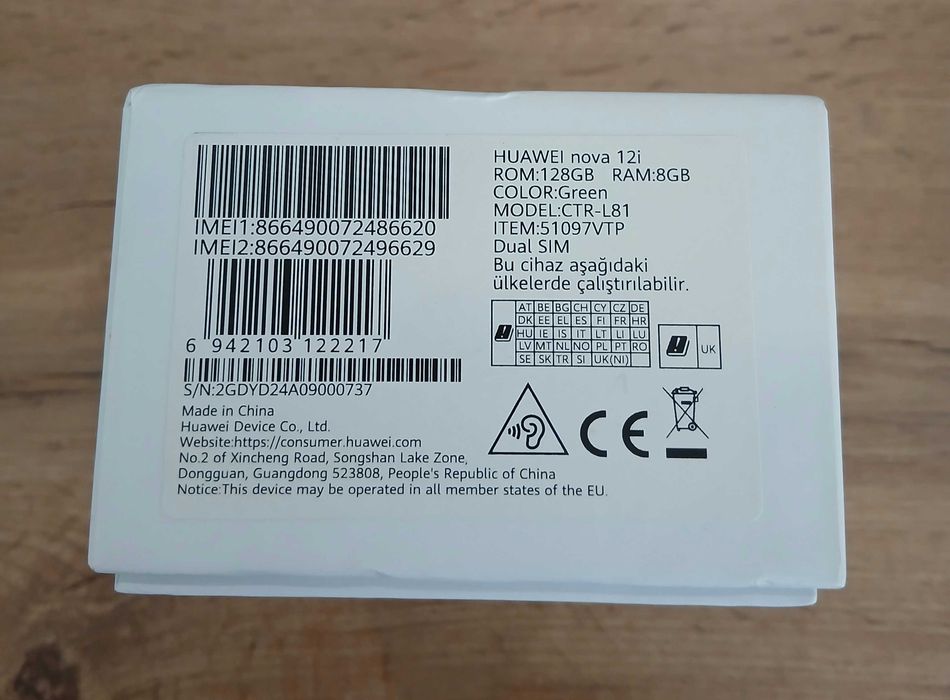 IMEI1:866490072486620
IMEI2:866490072496629
6 942103 122217
S/N:2GDYD24A09000737
Made in China
Huawei Device Co., Ltd.
Website:https://consumer.huawei.com
No.2 of Xincheng Road, Songshan Lake Zone,
Dongguan, Guangdong 523808, People's Republic of China
Notice:This device may be operated in all member states of the EU.
HUAWEI nova 12i
ROM:128GB RAM:8GB
COLOR:Green
MODEL:CTR-L81
ITEM:51097VTP
Dual SIM
Bu cihaz aşağıdaki
ülkelerde çalıştırılabilir.
AT BE BG CH CY CZ DE
DK EE EL ES FI FR HR
HU IE IS IT LT LI LU
LV MT NL NO PL PT RO
SE SK TR SI UK(NI)
UK
CE